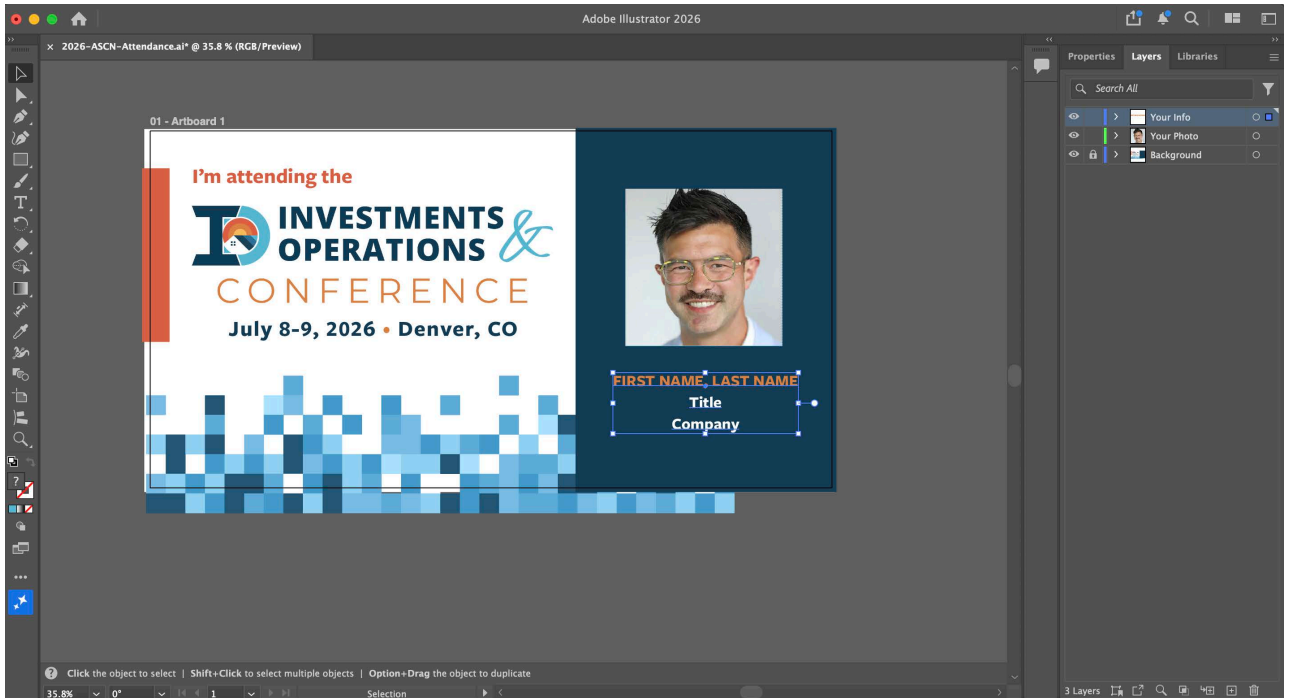 Adobe Illustrator 2026
2026-ASCN-Attendance.ai* @ 35.8 % (RGB/Preview)
Properties
Layers
Libraries
Search All
Your Info
Your Photo
Background
01 - Artboard 1
I'm attending the
INVESTMENTS
OPERATIONS &
CONFERENCE
July 8-9, 2026 • Denver, CO
FIRST NAME, LAST NAME
Title
Company
Click the object to select | Shift+Click to select multiple objects | Option+Drag the object to duplicate
35.8%
0°
1
Selection
3 Layers